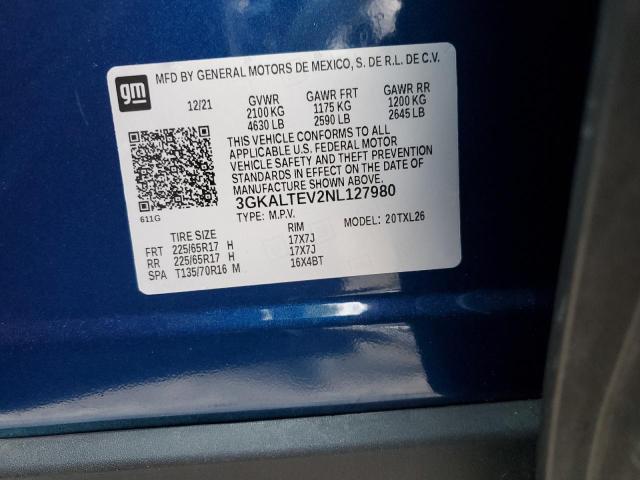 gm
MFD BY GENERAL MOTORS DE MEXICO, S. DE R.L. DE C.V.
12/21 GVWR GAWR FRT GAWR RR
2100 KG 1175 KG 1200 KG
4630 LB 2590 LB 2645 LB
THIS VEHICLE CONFORMS TO ALL
APPLICABLE U.S. FEDERAL MOTOR
VEHICLE SAFETY AND THEFT PREVENTION
STANDARDS IN EFFECT ON THE DATE OF
MANUFACTURE SHOWN ABOVE.
3GKALTEV2NL127980
611G
TYPE: M.P.V. MODEL: 20TXL26
TIRE SIZE RIM
FRT 225/65R17 H 17X7J
RR 225/65R17 H 17X7J
SPA T135/70R16 M 16X4BT